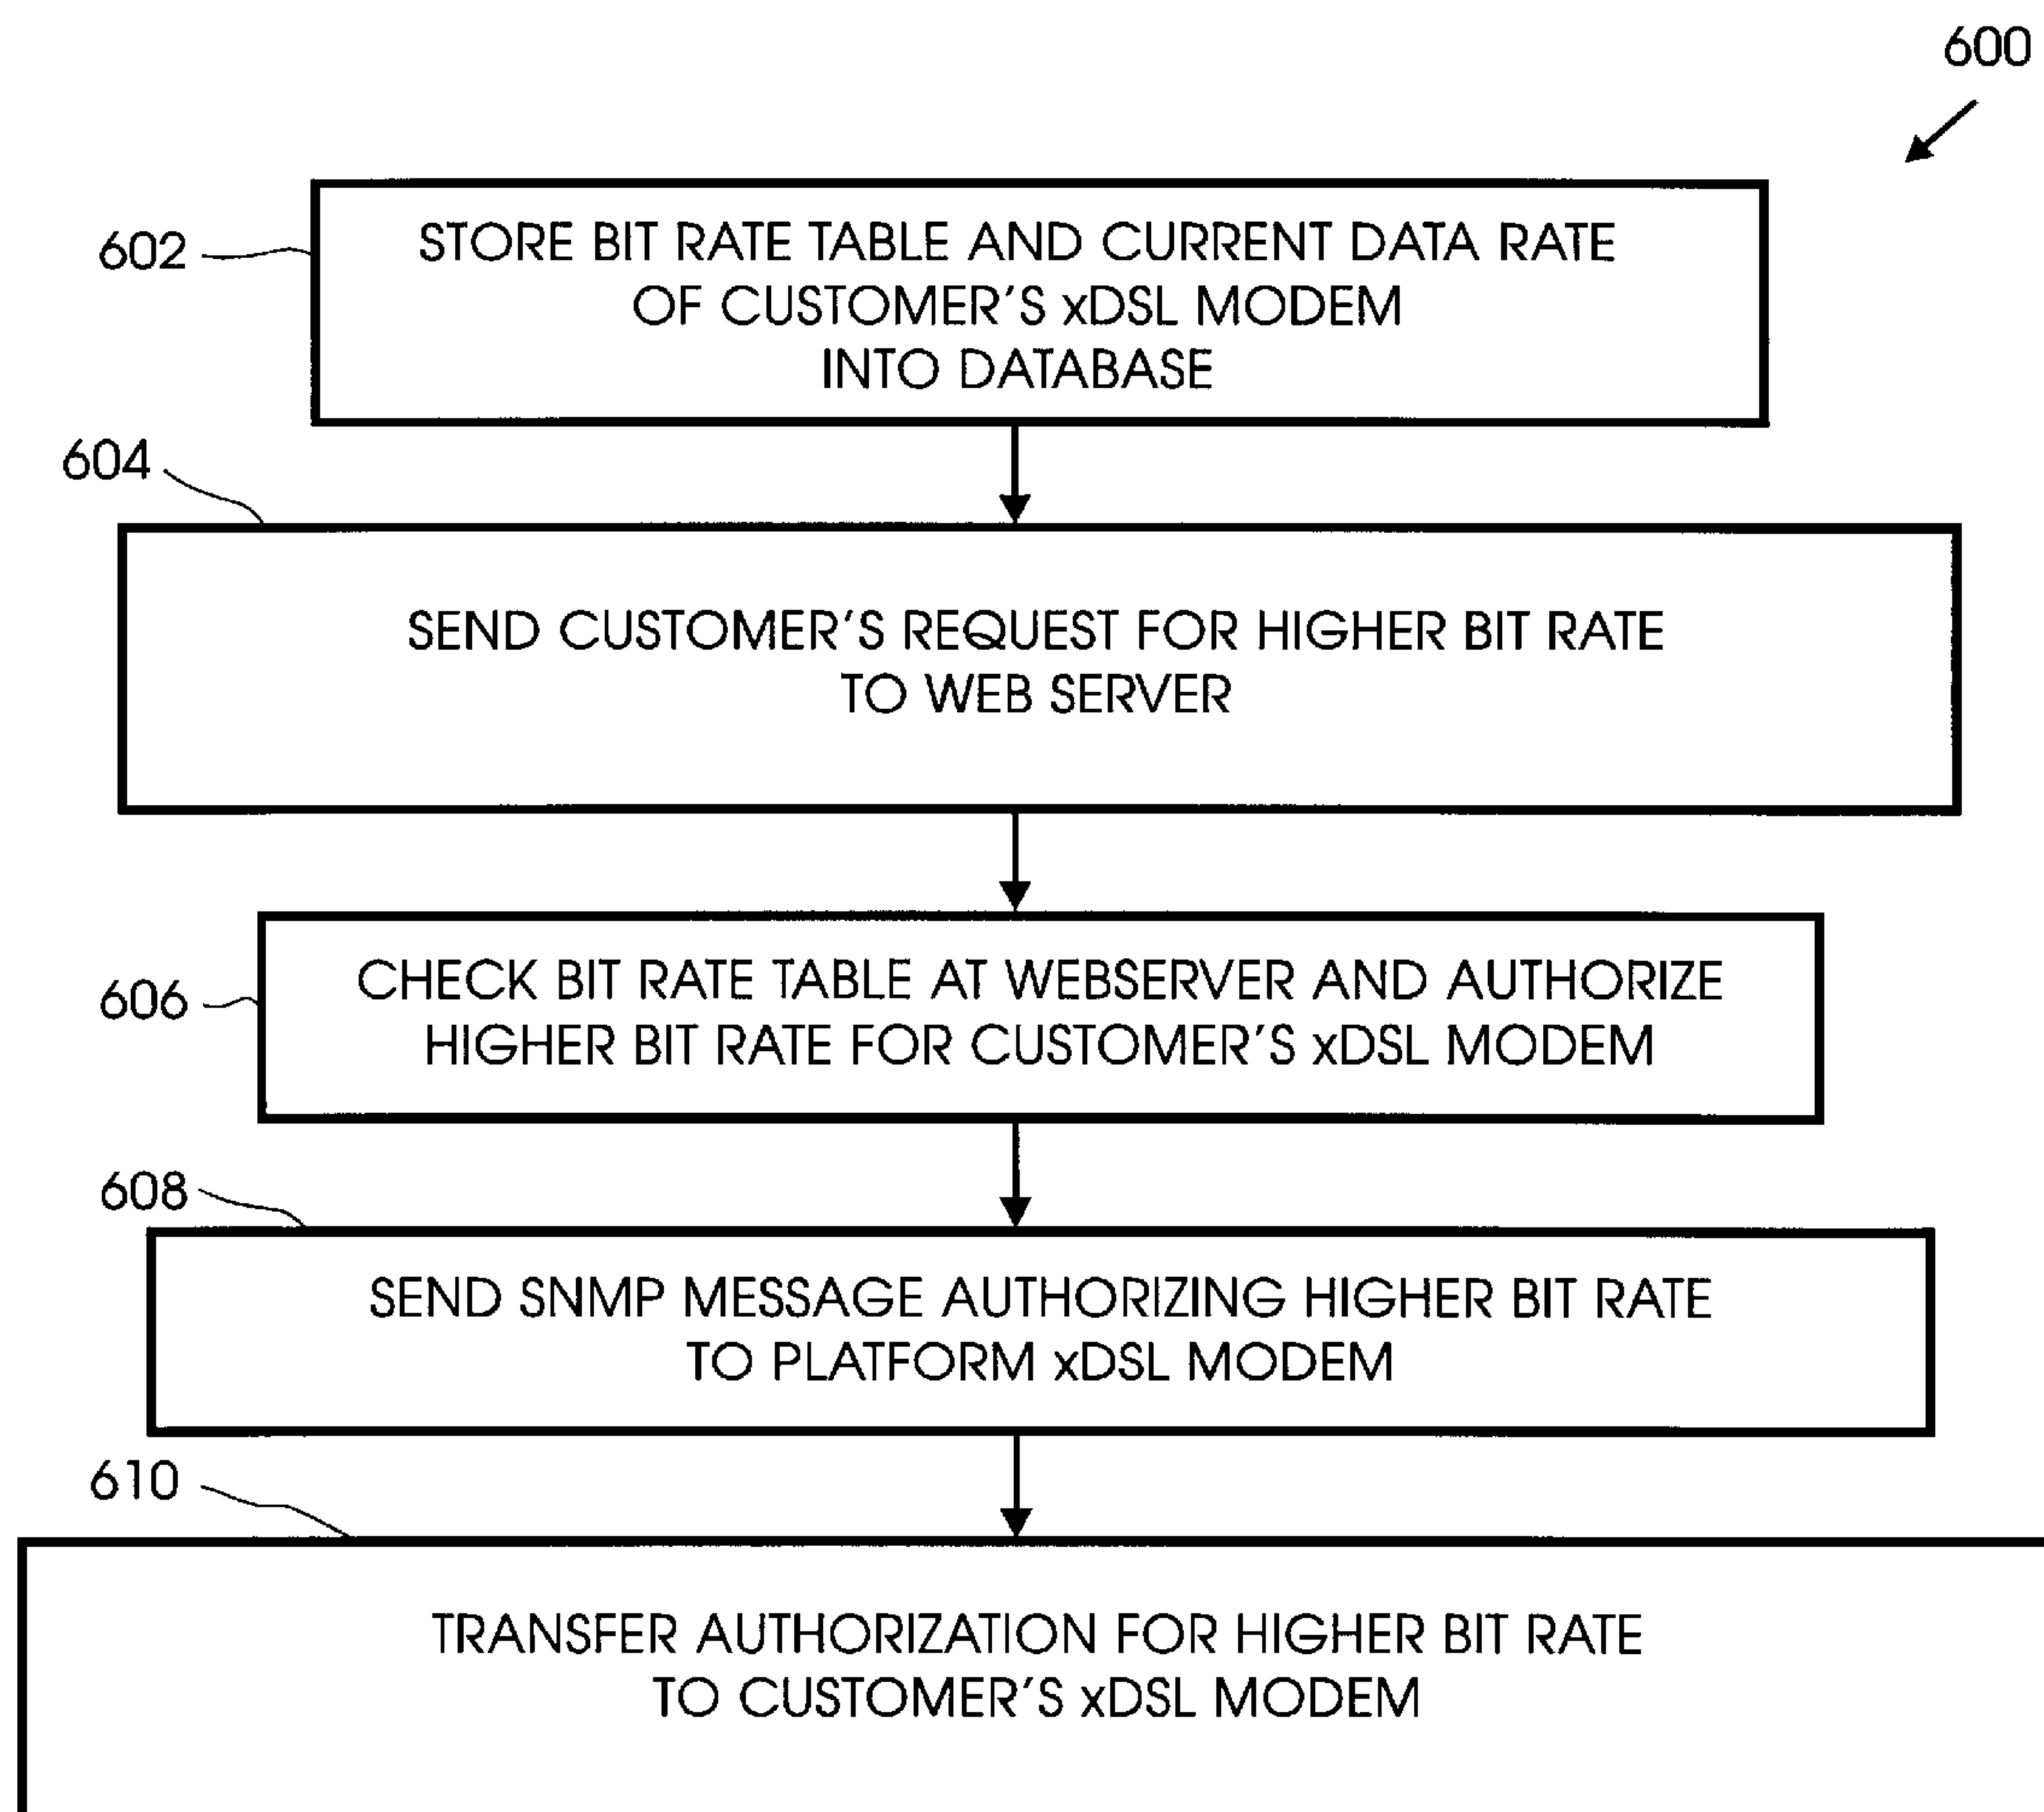 600
602
STORE BIT RATE TABLE AND CURRENT DATA RATE
OF CUSTOMER'S xDSL MODEM
INTO DATABASE
604
SEND CUSTOMER'S REQUEST FOR HIGHER BIT RATE
TO WEB SERVER
606
CHECK BIT RATE TABLE AT WEBSERVER AND AUTHORIZE
HIGHER BIT RATE FOR CUSTOMER'S xDSL MODEM
608
SEND SNMP MESSAGE AUTHORIZING HIGHER BIT RATE
TO PLATFORM xDSL MODEM
610
TRANSFER AUTHORIZATION FOR HIGHER BIT RATE
TO CUSTOMER'S xDSL MODEM